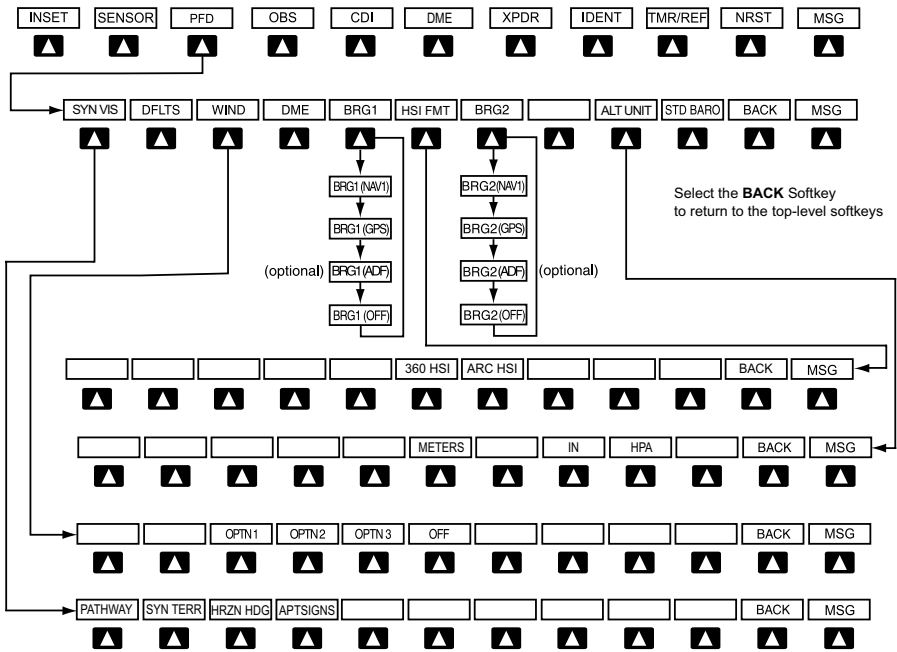 INSET SENSOR PFD OBS CDI DME XPDR IDENT TMR/REF NRST MSG
SYN VIS DFLTS WIND DME BRG1 HSI FMT BRG2 ALT UNIT STD BARO BACK MSG
Select the BACK Softkey
to return to the top-level softkeys
BRG1 (NAV1)
BRG1 (GPS)
(optional) BRG1 (ADF)
BRG1 (OFF)
BRG2 (NAV1)
BRG2 (GPS)
BRG2 (ADF) (optional)
BRG2 (OFF)
360 HSI ARC HSI BACK MSG
METERS IN HPA BACK MSG
OPTN 1 OPTN 2 OPTN 3 OFF BACK MSG
PATHWAY SYN TERR HRZN HDG APTSIGNS BACK MSG